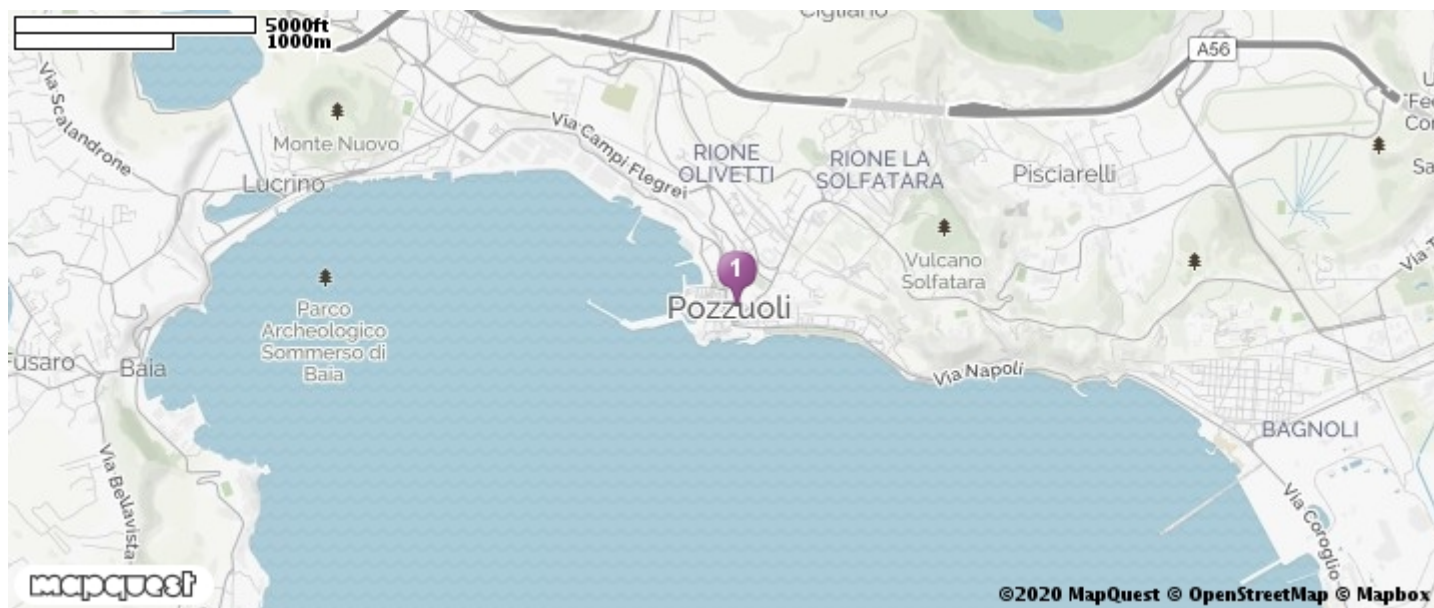 5000ft
1000m
Cigliano
A56
Via Scalandrone
Monte Nuovo
Lucrino
Via Campi Flegrei
RIONE
OLIVETTI
RIONE LA
SOLFATARA
Pisciarelli
Vulcano
Solfatara
1
Pozzuoli
Parco
Archeologico
Sommerso di
Baia
Fusaro
Baia
Via Napoli
BAGNOLI
Via Bellavista
Via Coroglio
mapquest
©2020 MapQuest © OpenStreetMap © Mapbox